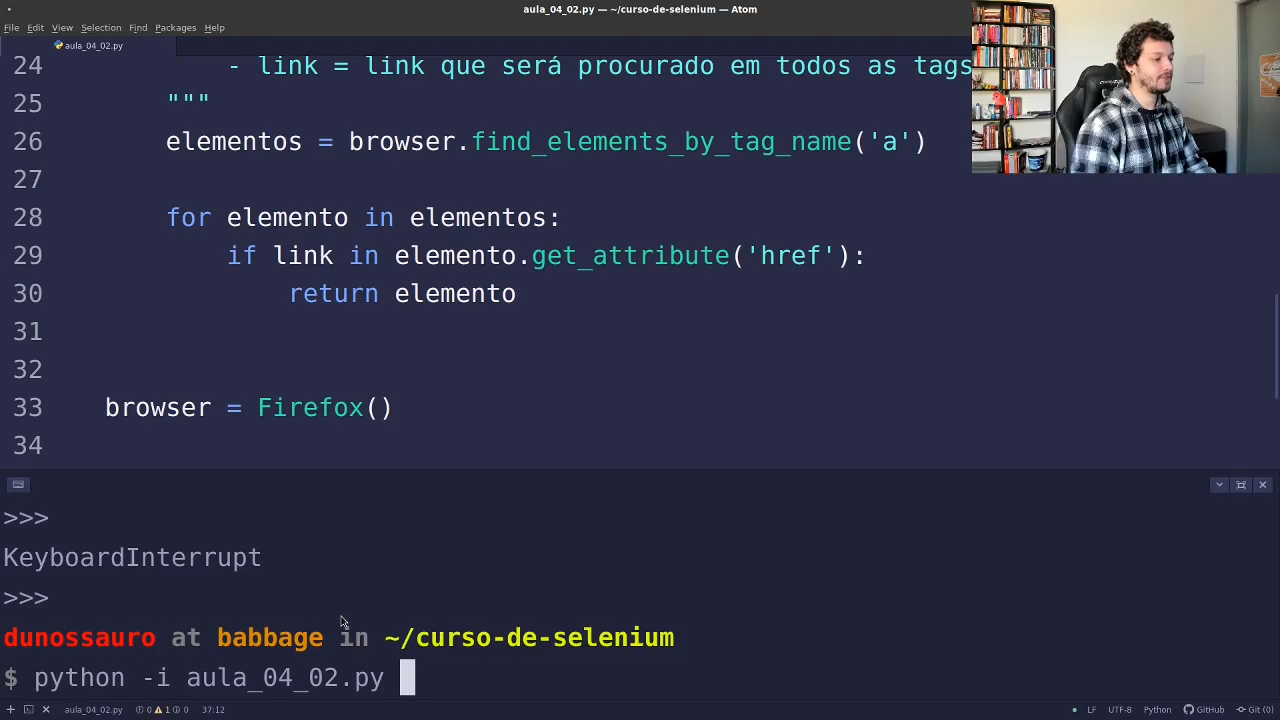 aula_04_02.py — ~/curso-de-selenium — Atom
File Edit View Selection Find Packages Help
aula_04_02.py
24 - link = link que será procurado em todos as tags
25 """
26 elementos = browser.find_elements_by_tag_name('a')
27
28 for elemento in elementos:
29 if link in elemento.get_attribute('href'):
30 return elemento
31
32
33 browser = Firefox()
34
>>>
KeyboardInterrupt
>>>
dunossauro at babbage in ~/curso-de-selenium
$ python -i aula_04_02.py
aula_04_02.py 0 1 0 37:12 LF UTF-8 Python GitHub Git (0)